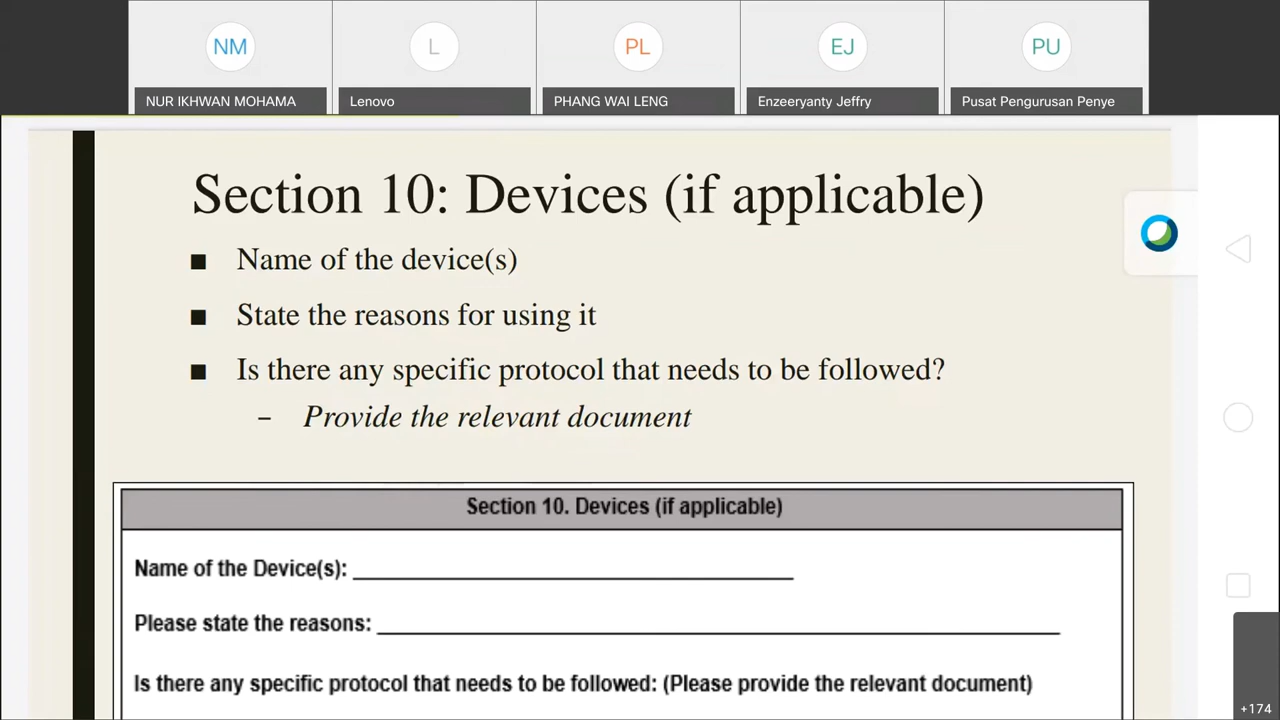 NM
L
PL
EJ
PU
NUR IKHWAN MOHAMA
Lenovo
PHANG WAI LENG
Enzeeryanty Jeffry
Pusat Pengurusan Penye
Section 10: Devices (if applicable)
■ Name of the device(s)
■ State the reasons for using it
■ Is there any specific protocol that needs to be followed?
– Provide the relevant document
Section 10. Devices (if applicable)
Name of the Device(s):
Please state the reasons:
Is there any specific protocol that needs to be followed: (Please provide the relevant document)
+174